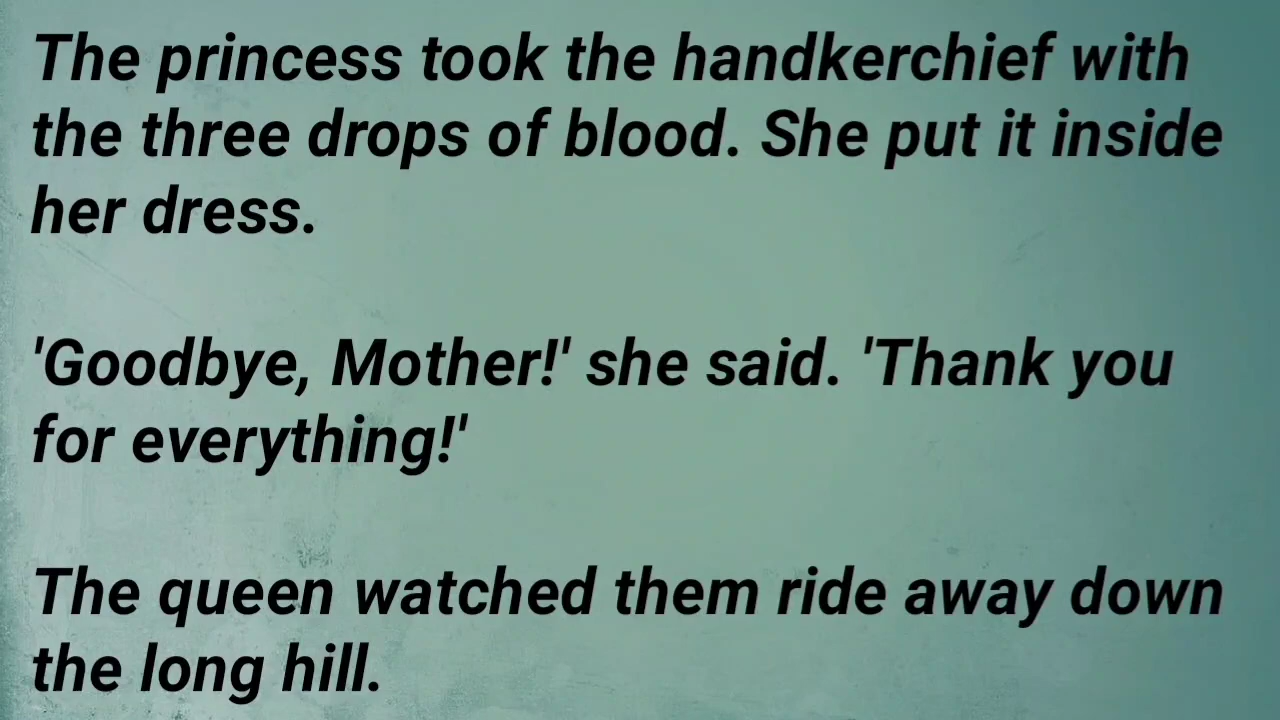 The princess took the handkerchief with
the three drops of blood. She put it inside
her dress.
'Goodbye, Mother!' she said. 'Thank you
for everything!'
The queen watched them ride away down
the long hill.